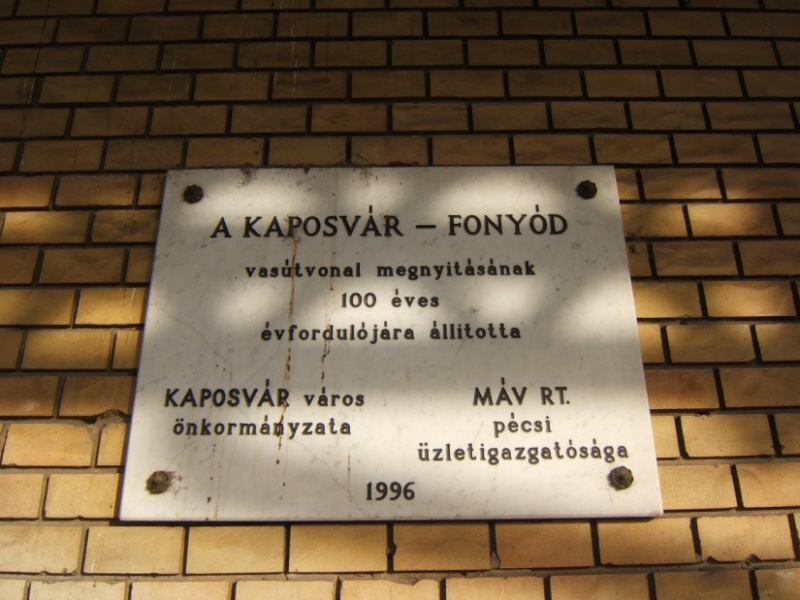 A KAPOSVÁR – FONYÓD
vasútvonal megnyitásának
100 éves
évfordulójára állította
KAPOSVÁR város
önkormányzata
MÁV RT.
pécsi
üzletigazgatósága
1996